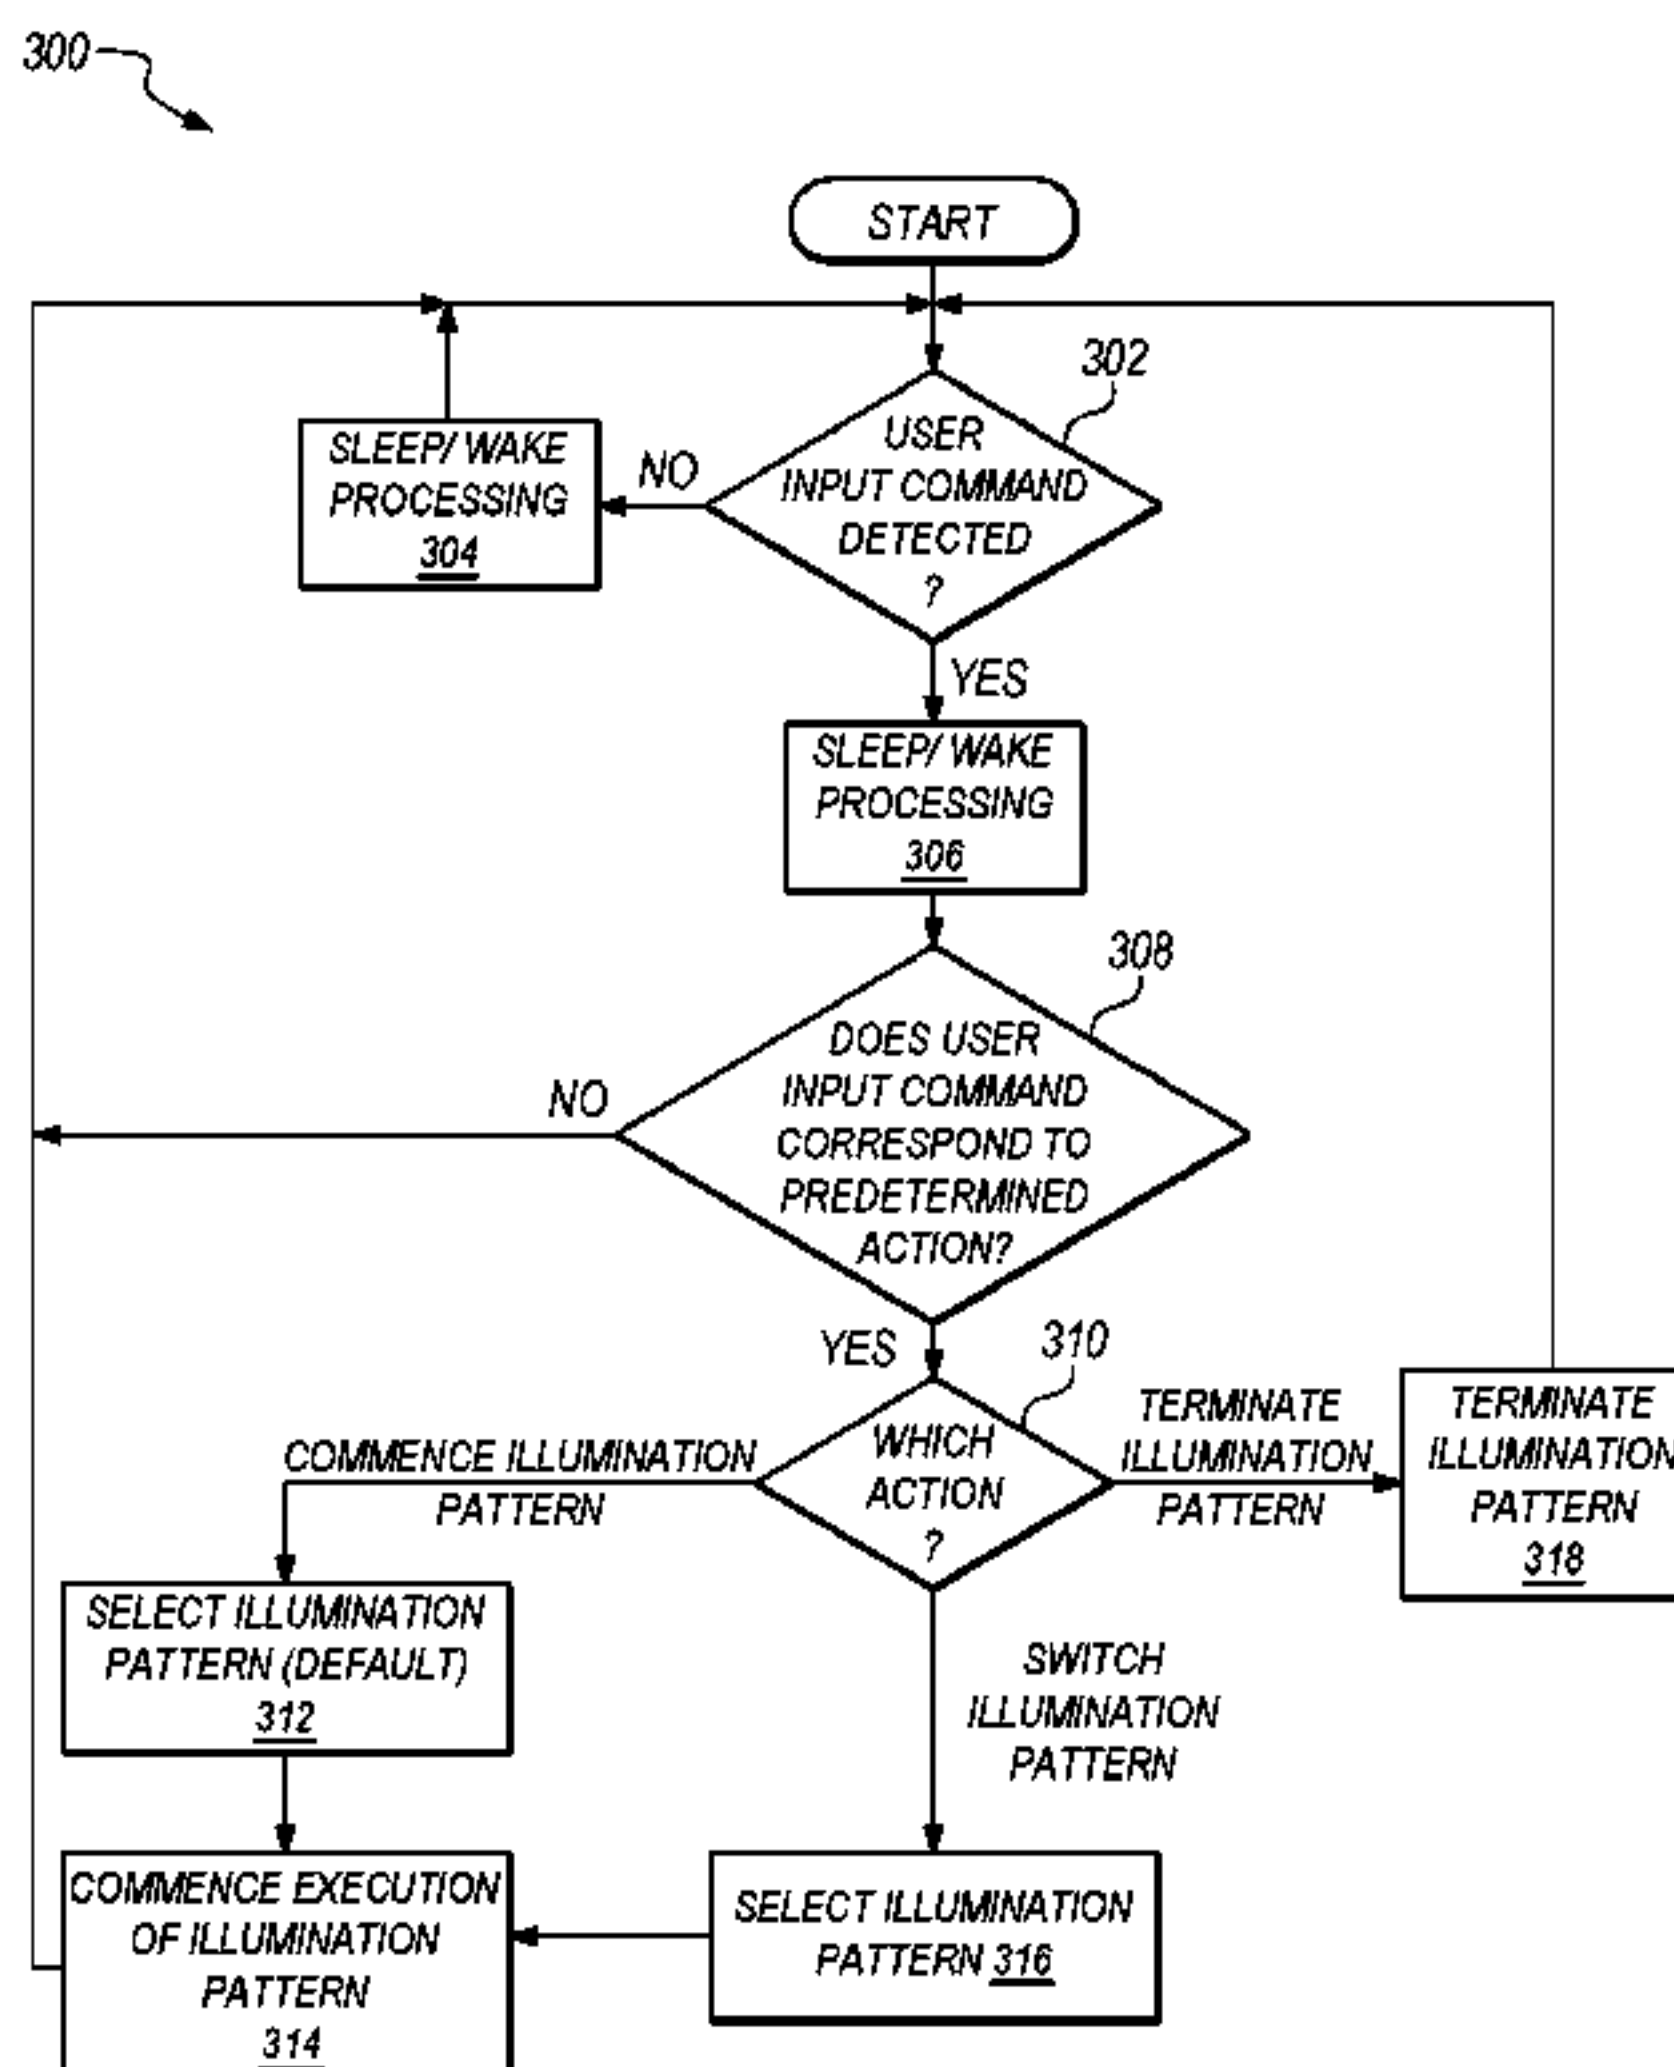 300
START
302
USER
INPUT COMMAND
DETECTED
?
NO
SLEEP/ WAKE
PROCESSING
304
YES
SLEEP/ WAKE
PROCESSING
306
308
DOES USER
INPUT COMMAND
CORRESPOND TO
PREDETERMINED
ACTION?
NO
YES
310
WHICH
ACTION
?
COMMENCE ILLUMINATION
PATTERN
TERMINATE
ILLUMINATION
PATTERN
TERMINATE
ILLUMINATION
PATTERN
318
SELECT ILLUMINATION
PATTERN (DEFAULT)
312
SWITCH
ILLUMINATION
PATTERN
COMMENCE EXECUTION
OF ILLUMINATION
PATTERN
314
SELECT ILLUMINATION
PATTERN 316